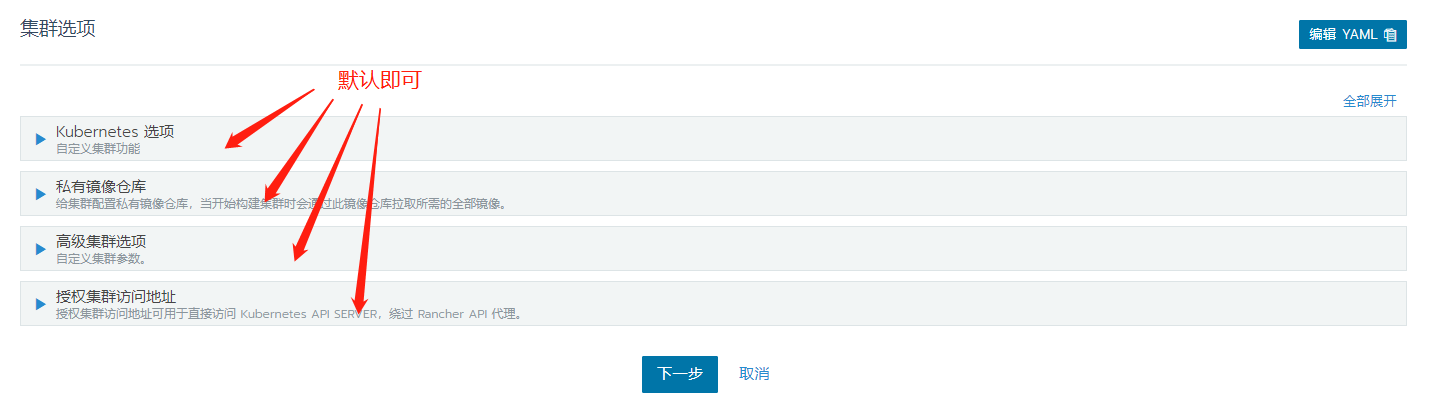 集群选项
编辑 YAML
默认即可
全部展开
Kubernetes 选项
自定义集群功能
私有镜像仓库
给集群配置私有镜像仓库，当开始构建集群时会通过此镜像仓库拉取所需的全部镜像。
高级集群选项
自定义集群参数。
授权集群访问地址
授权集群访问地址可用于直接访问 Kubernetes API SERVER，绕过 Rancher API 代理。
下一步
取消